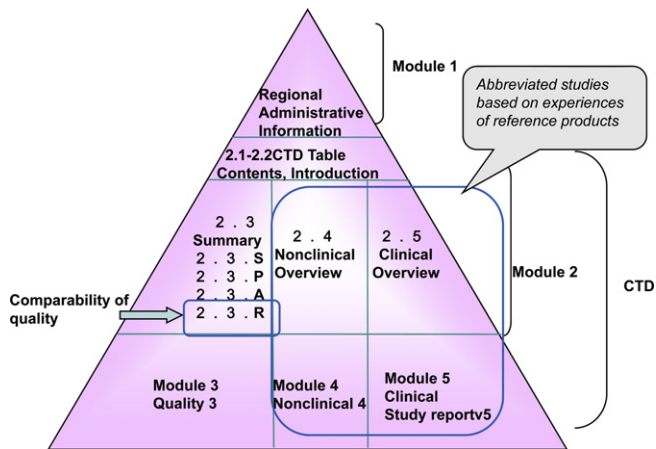 Module 1
Abbreviated studies
based on experiences
of reference products
Regional
Administrative
Information
2.1-2.2CTD Table
Contents, Introduction
2 . 3
Summary
2 . 3 . S
2 . 3 . P
2 . 3 . A
2 . 3 . R
2 . 4
Nonclinical
Overview
2 . 5
Clinical
Overview
Module 2
CTD
Comparability of
quality
Module 3
Quality 3
Module 4
Nonclinical 4
Module 5
Clinical
Study reportv5